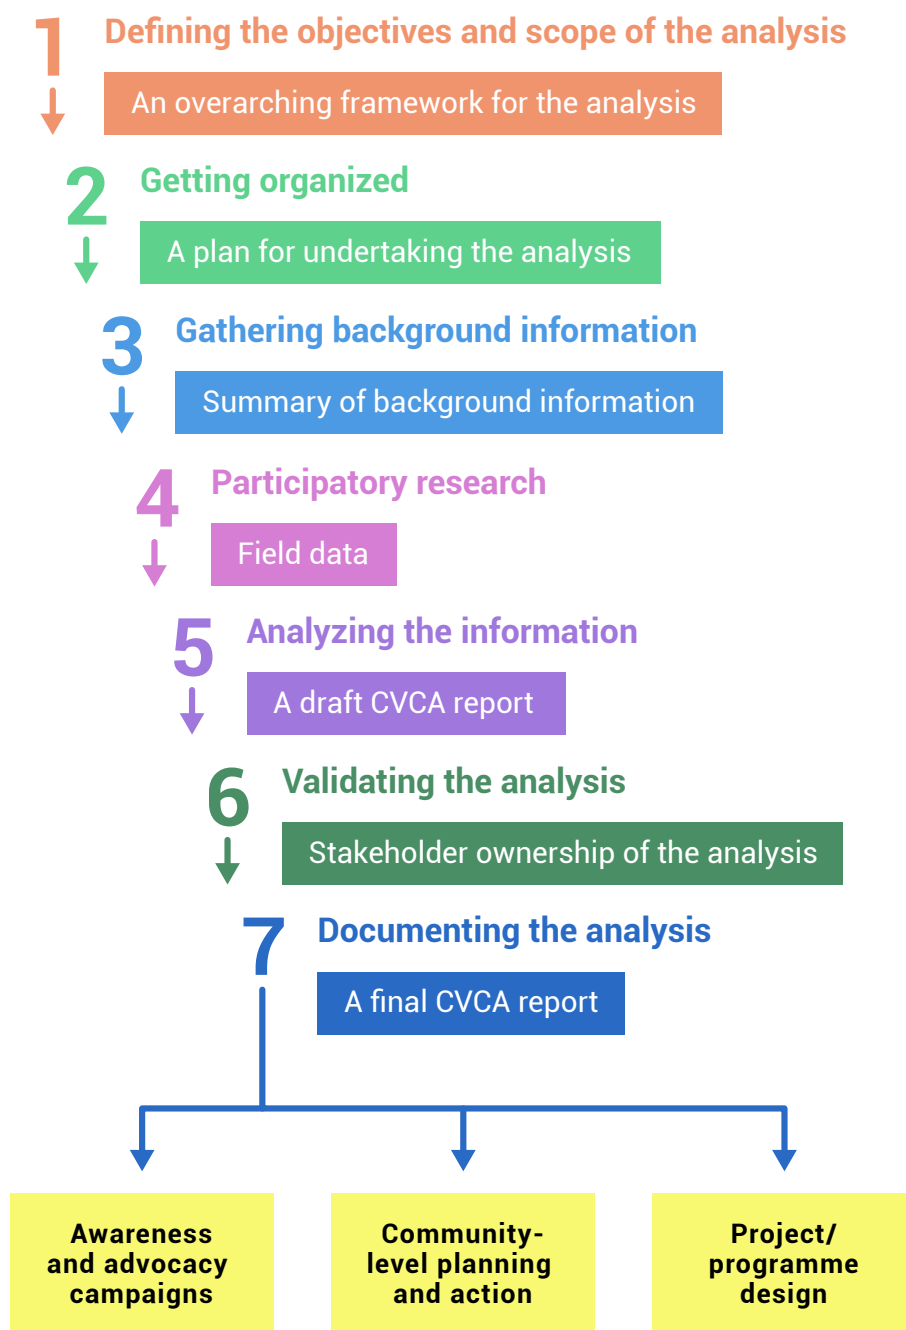 1
Defining the objectives and scope of the analysis
An overarching framework for the analysis
2
Getting organized
A plan for undertaking the analysis
3
Gathering background information
Summary of background information
4
Participatory research
Field data
5
Analyzing the information
A draft CVCA report
6
Validating the analysis
Stakeholder ownership of the analysis
7
Documenting the analysis
A final CVCA report
Awareness
and advocacy
campaigns
Community-
level planning
and action
Project/
programme
design